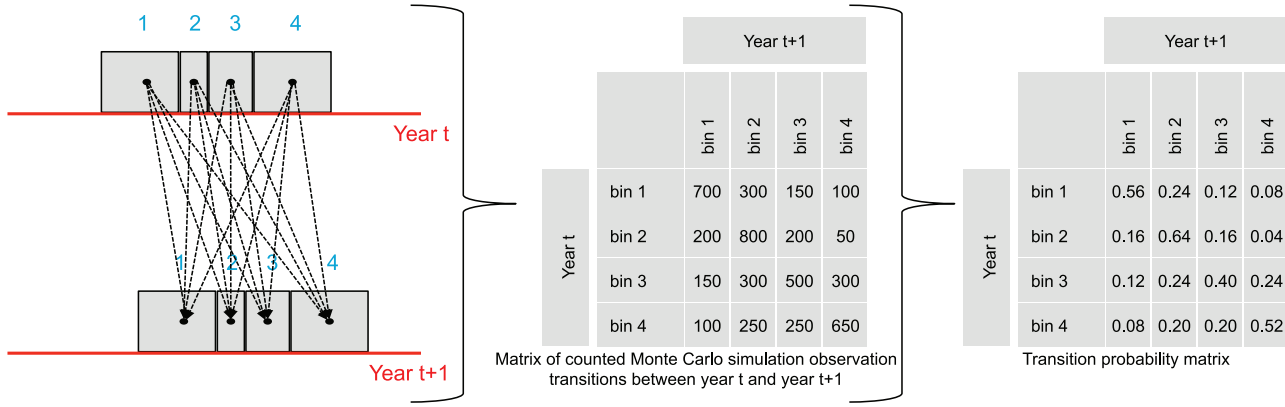 1 2 3 4
Year t
1 2 3 4
Year t+1
Year t+1
bin 1 bin 2 bin 3 bin 4
Year t
bin 1 700 300 150 100
bin 2 200 800 200 50
bin 3 150 300 500 300
bin 4 100 250 250 650
Matrix of counted Monte Carlo simulation observation
transitions between year t and year t+1
Year t+1
bin 1 bin 2 bin 3 bin 4
Year t
bin 1 0.56 0.24 0.12 0.08
bin 2 0.16 0.64 0.16 0.04
bin 3 0.12 0.24 0.40 0.24
bin 4 0.08 0.20 0.20 0.52
Transition probability matrix